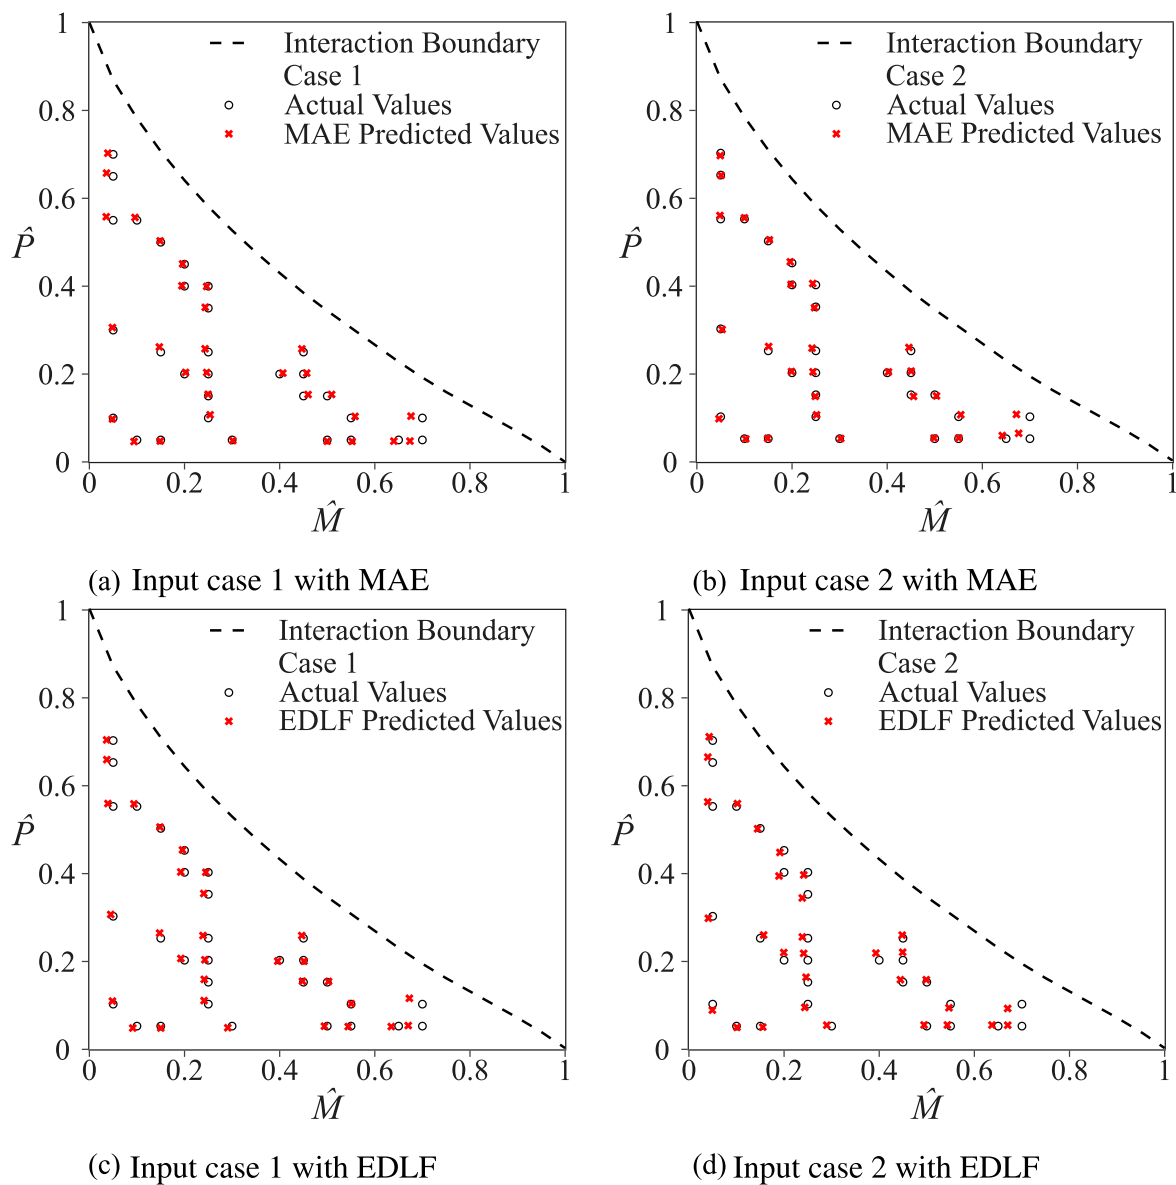 1
0.8
0.6
0.4
0.2
0
P̂
Interaction Boundary
Case 1
Actual Values
MAE Predicted Values
0 0.2 0.4 0.6 0.8 1
M̂
(a) Input case 1 with MAE
1
0.8
0.6
0.4
0.2
0
P̂
Interaction Boundary
Case 2
Actual Values
MAE Predicted Values
0 0.2 0.4 0.6 0.8 1
M̂
(b) Input case 2 with MAE
1
0.8
0.6
0.4
0.2
0
P̂
Interaction Boundary
Case 1
Actual Values
EDLF Predicted Values
0 0.2 0.4 0.6 0.8 1
M̂
(c) Input case 1 with EDLF
1
0.8
0.6
0.4
0.2
0
P̂
Interaction Boundary
Case 2
Actual Values
EDLF Predicted Values
0 0.2 0.4 0.6 0.8 1
M̂
(d) Input case 2 with EDLF